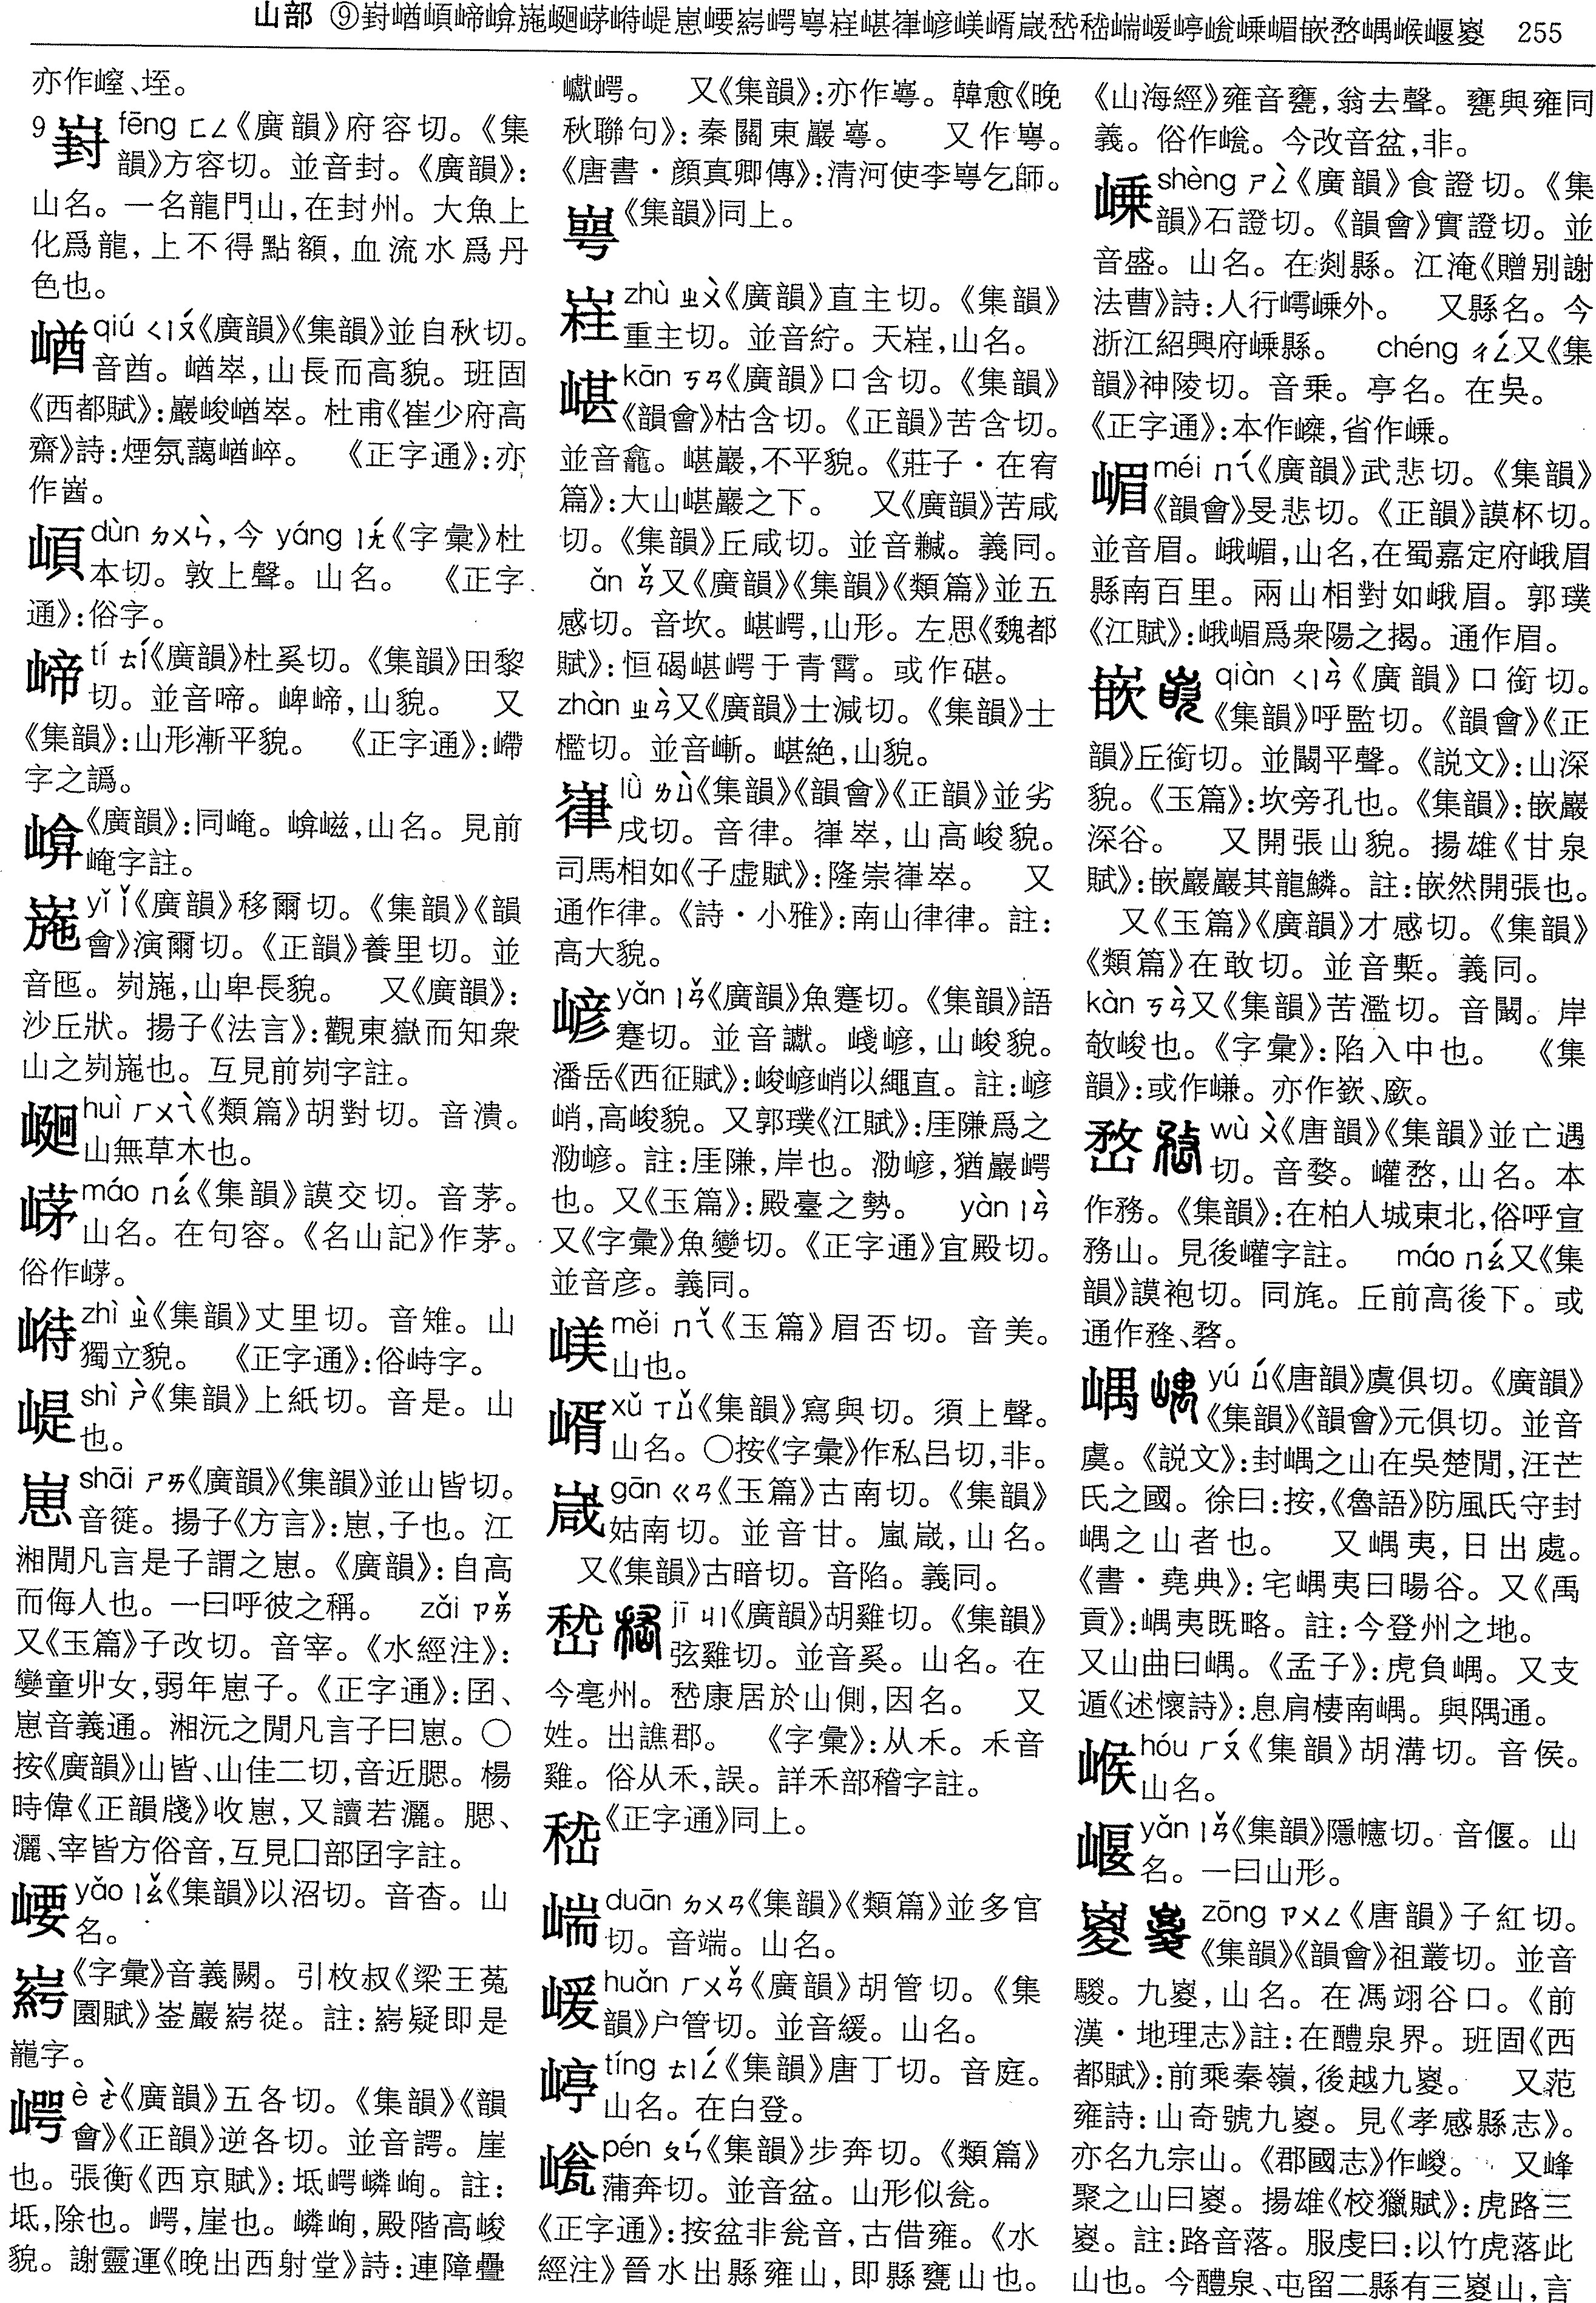 山部 ⑨崶崷嵿崹崳崺𡹐㟱㟹崼崽𡹒𡺨崿㟧嵀嵁嵂嵃嵄㟯嵅嵆嵇㟨㟭嵉㟴嵊嵋嵌嵍嵎㟪崾嵏 255
亦作㟅、垤。
9崶 fēng ㄈㄥ《廣韻》府容切。《集
韻》方容切。並音封。《廣韻》:
山名。一名龍門山,在封州。大魚上
化爲龍,上不得點額,血流水爲丹
色也。
崷 qiú ㄑㄧㄡˊ《廣韻》《集韻》並自秋切。
音酋。崷崒,山長而高貌。班固
《西都賦》:巖峻崷崒。杜甫《崔少府高
齋》詩:煙氛藹崷崪。 《正字通》:亦
作㟻。
dùn ㄉㄨㄣˋ,今 yáng ㄧㄤˊ《字彙》杜
本切。敦上聲。山名。 《正字
通》:俗字。
崹 tí ㄊㄧˊ《廣韻》杜奚切。《集韻》田黎
切。並音啼。崥崹,山貌。 又
《集韻》:山形漸平貌。 《正字通》:嵽
字之譌。
《廣韻》:同崦。嵭嵫,山名。見前
崦字註。
崺 yǐ ㄧˇ《廣韻》移爾切。《集韻》《韻
會》演爾切。《正韻》養里切。並
音匜。峛崺,山卑長貌。 又《廣韻》:
沙丘狀。揚子《法言》:觀東嶽而知衆
山之峛崺也。互見前峛字註。
huì ㄏㄨㄟˋ《類篇》胡對切。音潰。
山無草木也。
máo ㄇㄠˊ《集韻》謨交切。音茅。
山名。在句容。《名山記》作茅。
俗作㟱。
zhì ㄓˋ《集韻》丈里切。音雉。山
獨立貌。 《正字通》:俗峙字。
崼 shì ㄕˋ《集韻》上紙切。音是。山
也。
崽 shāi ㄕㄞ《廣韻》《集韻》並山皆切。
音簁。揚子《方言》:崽,子也。江
湘閒凡言是子謂之崽。《廣韻》:自高
而侮人也。一曰呼彼之稱。 zǎi ㄗㄞˇ
又《玉篇》子改切。音宰。《水經注》:
孌童丱女,弱年崽子。《正字通》:囝、
崽音義通。湘沅之閒凡言子曰崽。○
按《廣韻》山皆、山佳二切,音近腮。楊
時偉《正韻牋》收崽,又讀若灑。腮、
灑、宰皆方俗音,互見囗部囝字註。
崾 yǎo ㄧㄠˇ《集韻》以沼切。音杳。山
名。
《字彙》音義闕。引枚叔《梁王菟
園賦》崟巖㟝嵷。註:㟝疑即是
巃字。
崿 è ㄜˋ《廣韻》五各切。《集韻》《韻
會》《正韻》逆各切。並音諤。崖
也。張衡《西京賦》:坻崿嶙峋。註:
坻,除也。崿,崖也。嶙峋,殿階高峻
貌。謝靈運《晚出西射堂》詩:連障疊
巘崿。 又《集韻》:亦作㟧。韓愈《晚
秋聯句》:秦關東巖㟧。 又作㟧。
《唐書·顔真卿傳》:清河使李㟧乞師。
㟧 《集韻》同上。
嵀 zhù ㄓㄨˋ《廣韻》直主切。《集韻》
重主切。並音紵。天嵀,山名。
嵁 kān ㄎㄢ《廣韻》口含切。《集韻》
《韻會》枯含切。《正韻》苦含切。
並音龕。嵁巖,不平貌。《莊子·在宥
篇》:大山嵁巖之下。 又《廣韻》苦咸
切。《集韻》丘咸切。並音鹹。義同。
ǎn ㄢˇ又《廣韻》《集韻》《類篇》並五
感切。音坎。嵁崿,山形。左思《魏都
賦》:恒碣嵁崿于青霄。或作碪。
zhàn ㄓㄢˋ又《廣韻》士減切。《集韻》士
檻切。並音嶃。嵁絶,山貌。
嵂 lǜ ㄌㄩˋ《集韻》《韻會》《正韻》並劣
戌切。音律。嵂崒,山高峻貌。
司馬相如《子虛賦》:隆崇嵂崒。 又
通作律。《詩·小雅》:南山律律。註:
高大貌。
嵃 yǎn ㄧㄢˇ《廣韻》魚蹇切。《集韻》語
蹇切。並音讞。嵼嵃,山峻貌。
潘岳《西征賦》:峻嵃峭以繩直。註:嵃
峭,高峻貌。又郭璞《江賦》:厓隒爲之
泐嵃。註:厓隒,岸也。泐嵃,猶巖崿
也。又《玉篇》:殿臺之勢。 yàn ㄧㄢˋ
又《字彙》魚變切。《正字通》宜殿切。
並音彦。義同。
嵄 měi ㄇㄟˇ《玉篇》眉否切。音美。
山也。
xǔ ㄒㄩˇ《集韻》寫與切。須上聲。
山名。○按《字彙》作私吕切,非。
嵅 gān ㄍㄢ《玉篇》古南切。《集韻》
姑南切。並音甘。嵐嵅,山名。
又《集韻》古暗切。音陷。義同。
嵆 jī ㄐㄧ《廣韻》胡雞切。《集韻》
弦雞切。並音奚。山名。在
今亳州。嵆康居於山側,因名。 又
姓。出譙郡。 《字彙》:从禾。禾音
雞。俗从禾,誤。詳禾部稽字註。
嵇 《正字通》同上。
duān ㄉㄨㄢ《集韻》《類篇》並多官
切。音端。山名。
huǎn ㄏㄨㄢˇ《廣韻》胡管切。《集
韻》户管切。並音緩。山名。
嵉 tíng ㄊㄧㄥˊ《集韻》唐丁切。音庭。
山名。在白登。
pén ㄆㄣˊ《集韻》步奔切。《類篇》
蒲奔切。並音盆。山形似瓮。
《正字通》:按盆非瓮音,古借雍。《水
經注》晉水出縣雍山,即縣甕山也。
《山海經》雍音甕,翁去聲。甕與雍同
義。俗作㟴。今改音盆,非。
嵊 shèng ㄕㄥˋ《廣韻》食證切。《集
韻》石證切。《韻會》實證切。並
音盛。山名。在剡縣。江淹《贈别謝
法曹》詩:人行嶀嵊外。 又縣名。今
浙江紹興府嵊縣。 chéng ㄔㄥˊ又《集
韻》神陵切。音乗。亭名。在吳。
《正字通》:本作㟻,省作嵊。
嵋 méi ㄇㄟˊ《廣韻》武悲切。《集韻》
《韻會》旻悲切。《正韻》謨杯切。
並音眉。峨嵋,山名,在蜀嘉定府峨眉
縣南百里。兩山相對如峨眉。郭璞
《江賦》:峨嵋爲衆陽之揭。通作眉。
嵌 qiàn ㄑㄧㄢˋ《廣韻》口銜切。
《集韻》呼監切。《韻會》《正
韻》丘銜切。並闞平聲。《説文》:山深
貌。《玉篇》:坎旁孔也。《集韻》:嵌巖
深谷。 又開張山貌。揚雄《甘泉
賦》:嵌巖巖其龍鱗。註:嵌然開張也。
又《玉篇》《廣韻》才感切。《集韻》
《類篇》在敢切。並音槧。義同。
kàn ㄎㄢˋ又《集韻》苦濫切。音闞。岸
敧峻也。《字彙》:陷入中也。 《集
韻》:或作嵰。亦作嶔、廞。
嵍 wù ㄨˋ《唐韻》《集韻》並亡遇
切。音婺。巏嵍,山名。本
作務。《集韻》:在柏人城東北,俗呼宣
務山。見後巏字註。 máo ㄇㄠˊ又《集
韻》謨袍切。同旄。丘前高後下。或
通作堥、嵍。
嵎 yú ㄩˊ《唐韻》虞俱切。《廣韻》
《集韻》《韻會》元俱切。並音
虞。《説文》:封嵎之山在吳楚閒,汪芒
氏之國。徐曰:按,《魯語》防風氏守封
嵎之山者也。 又嵎夷,日出處。
《書·堯典》:宅嵎夷曰暘谷。又《禹
貢》:嵎夷既略。註:今登州之地。
又山曲曰嵎。《孟子》:虎負嵎。又支
遁《述懷詩》:息肩棲南嵎。與隅通。
hóu ㄏㄡˊ《集韻》胡溝切。音侯。
山名。
yǎn ㄧㄢˇ《集韻》隱幰切。音偃。山
名。一曰山形。
嵏 zōng ㄗㄨㄥ《唐韻》子紅切。
《集韻》《韻會》祖叢切。並音
騣。九嵏,山名。在馮翊谷口。《前
漢·地理志》註:在醴泉界。班固《西
都賦》:前乘秦嶺,後越九嵏。 又范
雍詩:山奇號九嵏。見《孝感縣志》。
亦名九宗山。《郡國志》作嵕。 又峰
聚之山曰嵏。揚雄《校獵賦》:虎路三
嵏。註:路音落。服虔曰:以竹虎落此
山也。今醴泉、屯留二縣有三嵏山,言